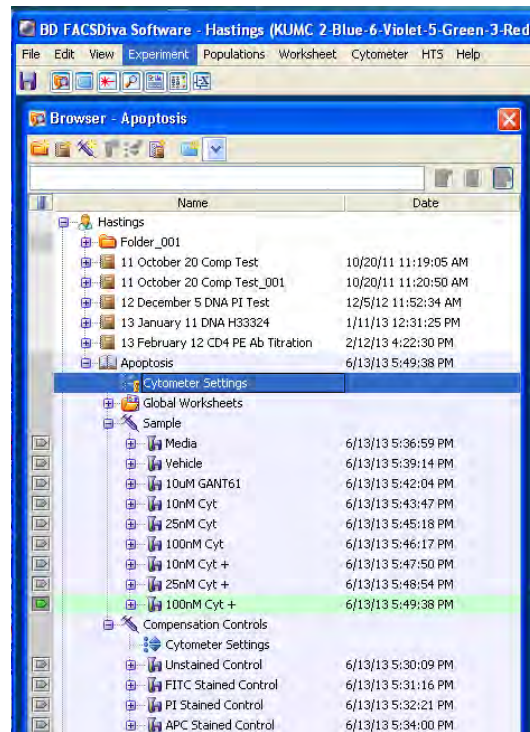 BD FACSDiva Software - Hastings (KUMC 2-Blue-6-Violet-5-Green-3-Red
File Edit View Experiment Populations Worksheet Cytometer HTS Help
Browser - Apoptosis
Name Date
Hastings
Folder_001
11 October 20 Comp Test 10/20/11 11:19:05 AM
11 October 20 Comp Test_001 10/20/11 11:20:50 AM
12 December 5 DNA PI Test 12/5/12 11:52:34 AM
13 January 11 DNA H33324 1/11/13 12:31:25 PM
13 February 12 CD4 PE Ab Titration 2/12/13 4:22:30 PM
Apoptosis 6/13/13 5:49:38 PM
Cytometer Settings
Global Worksheets
Sample
Media 6/13/13 5:36:59 PM
Vehicle 6/13/13 5:39:14 PM
10uM GANT61 6/13/13 5:42:04 PM
10nM Cyt 6/13/13 5:43:47 PM
25nM Cyt 6/13/13 5:45:18 PM
100nM Cyt 6/13/13 5:46:17 PM
10nM Cyt + 6/13/13 5:47:50 PM
25nM Cyt + 6/13/13 5:48:54 PM
100nM Cyt + 6/13/13 5:49:38 PM
Compensation Controls
Cytometer Settings
Unstained Control 6/13/13 5:30:09 PM
FITC Stained Control 6/13/13 5:31:16 PM
PI Stained Control 6/13/13 5:32:21 PM
APC Stained Control 6/13/13 5:34:00 PM